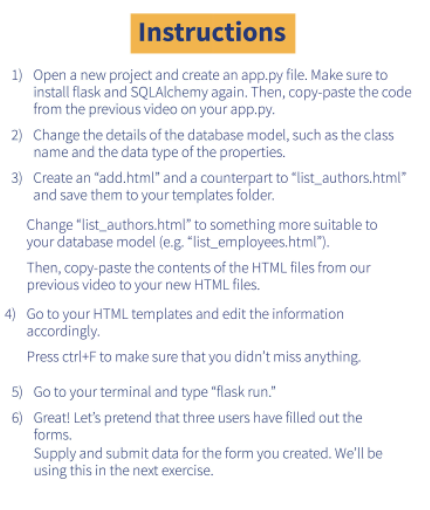 Instructions
1) Open a new project and create an app.py file. Make sure to
install flask and SQLAlchemy again. Then, copy-paste the code
from the previous video on your app.py.
2) Change the details of the database model, such as the class
name and the data type of the properties.
3) Create an “add.html” and a counterpart to “list_authors.html”
and save them to your templates folder.
Change “list_authors.html” to something more suitable to
your database model (e.g. “list_employees.html”).
Then, copy-paste the contents of the HTML files from our
previous video to your new HTML files.
4) Go to your HTML templates and edit the information
accordingly.
Press ctrl+F to make sure that you didn’t miss anything.
5) Go to your terminal and type “flask run.”
6) Great! Let’s pretend that three users have filled out the
forms.
Supply and submit data for the form you created. We’ll be
using this in the next exercise.